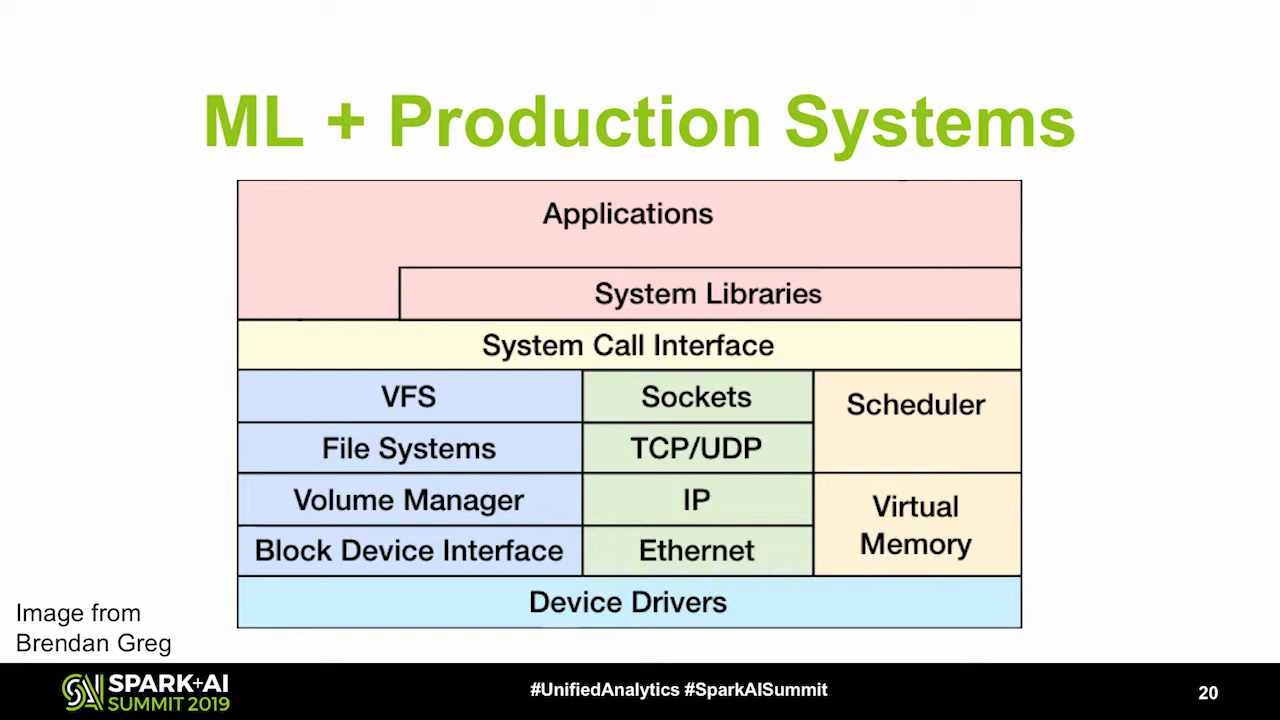 ML + Production Systems
Applications
System Libraries
System Call Interface
VFS
Sockets
Scheduler
File Systems
TCP/UDP
Volume Manager
IP
Virtual
Memory
Block Device Interface
Ethernet
Device Drivers
Image from
Brendan Greg
SPARK+AI
SUMMIT 2019
#UnifiedAnalytics #SparkAISummit
20